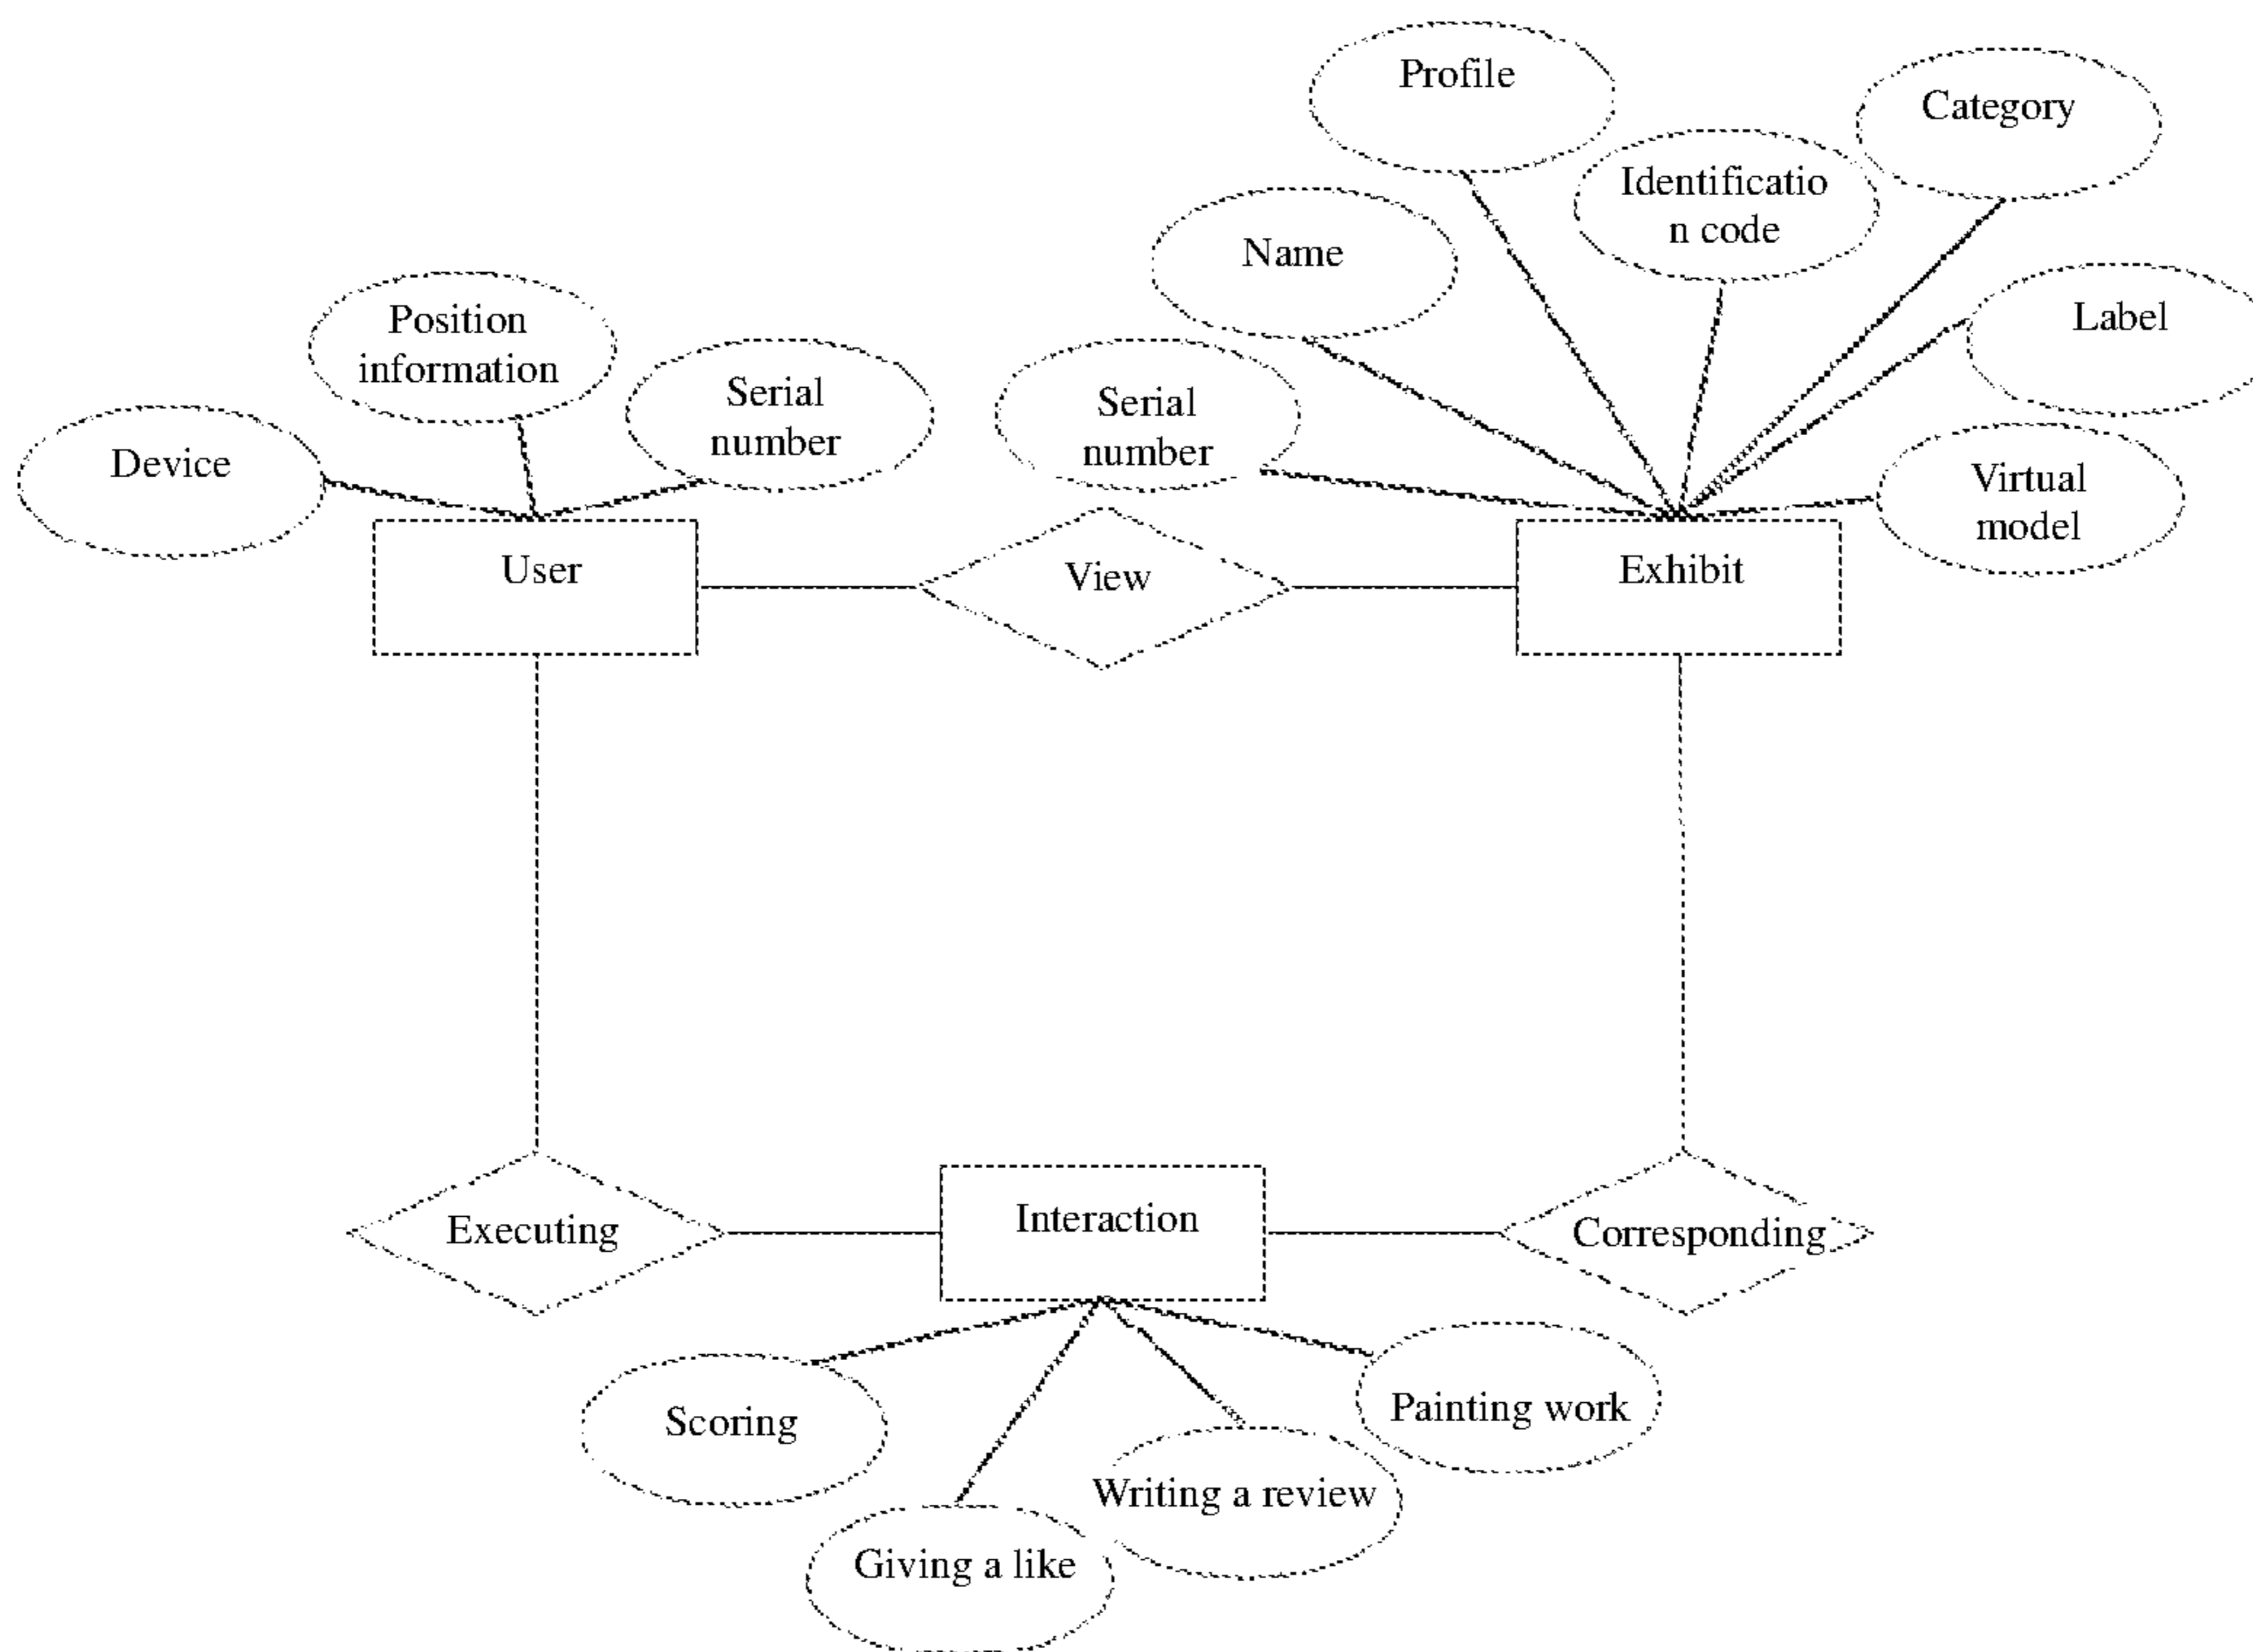 Profile
Category
Identificatio
n code
Name
Label
Position
information
Serial
number
Serial
number
Device
Virtual
model
User
View
Exhibit
Executing
Interaction
Corresponding
Scoring
Painting work
Writing a review
Giving a like